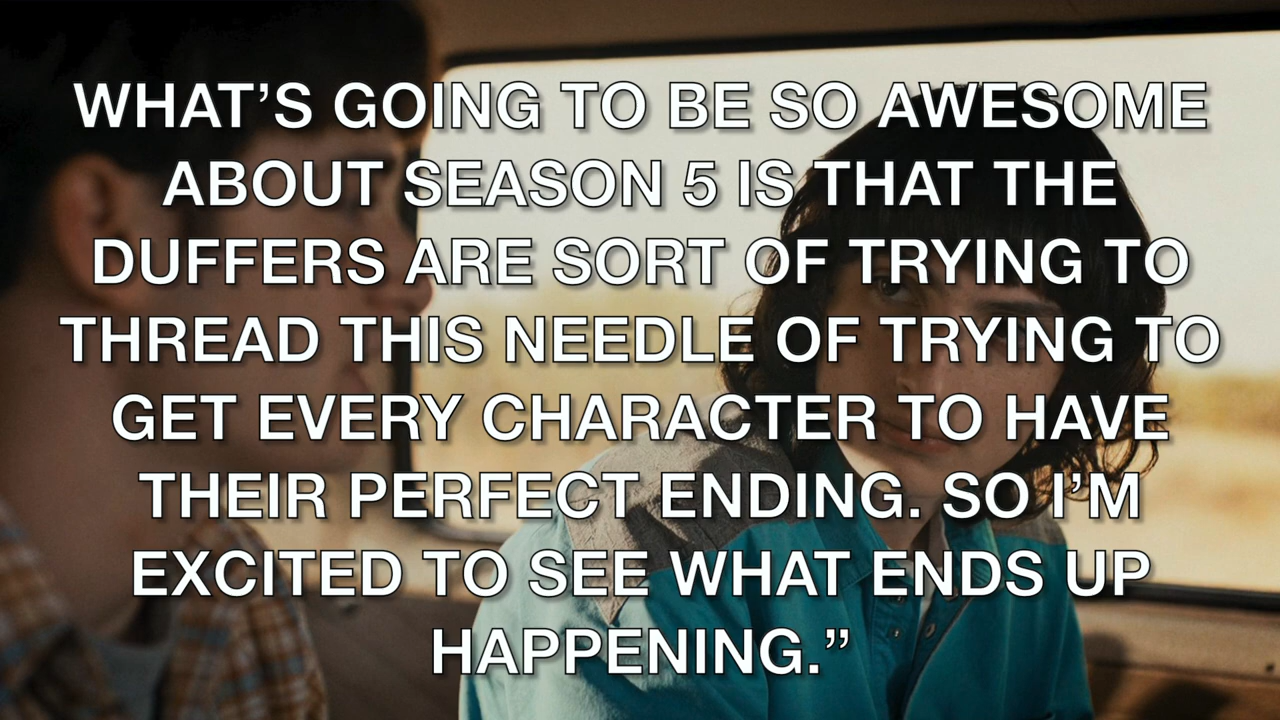 WHAT’S GOING TO BE SO AWESOME
ABOUT SEASON 5 IS THAT THE
DUFFERS ARE SORT OF TRYING TO
THREAD THIS NEEDLE OF TRYING TO
GET EVERY CHARACTER TO HAVE
THEIR PERFECT ENDING. SO I’M
EXCITED TO SEE WHAT ENDS UP
HAPPENING.”